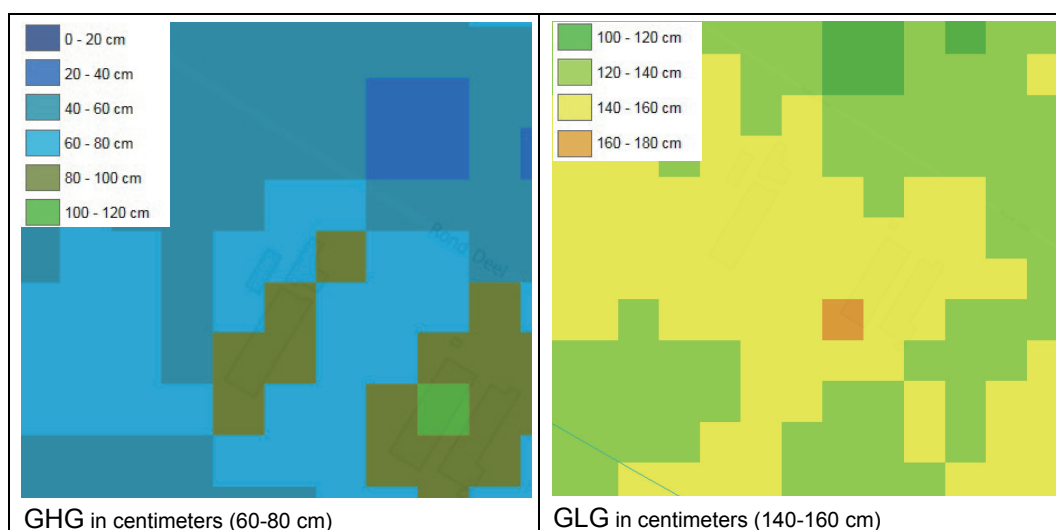 0 - 20 cm
20 - 40 cm
40 - 60 cm
60 - 80 cm
80 - 100 cm
100 - 120 cm
Rond Deel
GHG in centimeters (60-80 cm)
100 - 120 cm
120 - 140 cm
140 - 160 cm
160 - 180 cm
GLG in centimeters (140-160 cm)